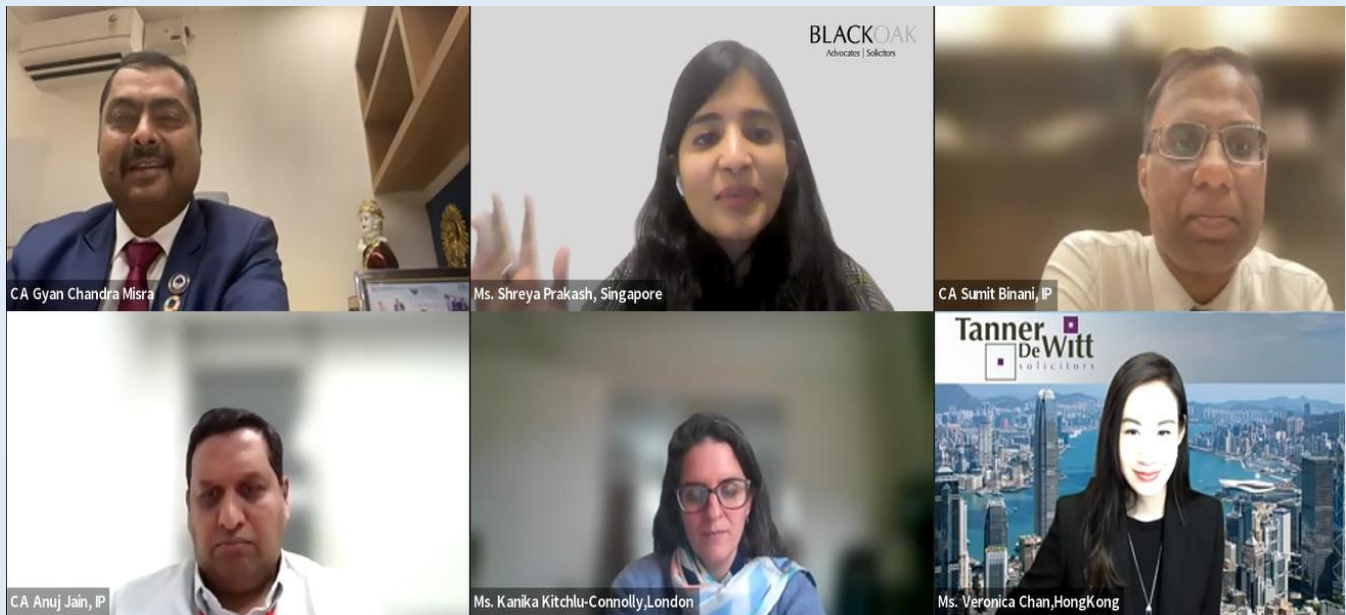 BLACKOAK
Advocates | Solicitors
CA Gyan Chandra Misra
Ms. Shreya Prakash, Singapore
CA Sumit Binani, IP
Tanner
De Witt
solicitors
CA Anuj Jain, IP
Ms. Kanika Kitchlu-Connolly,London
Ms. Veronica Chan,HongKong